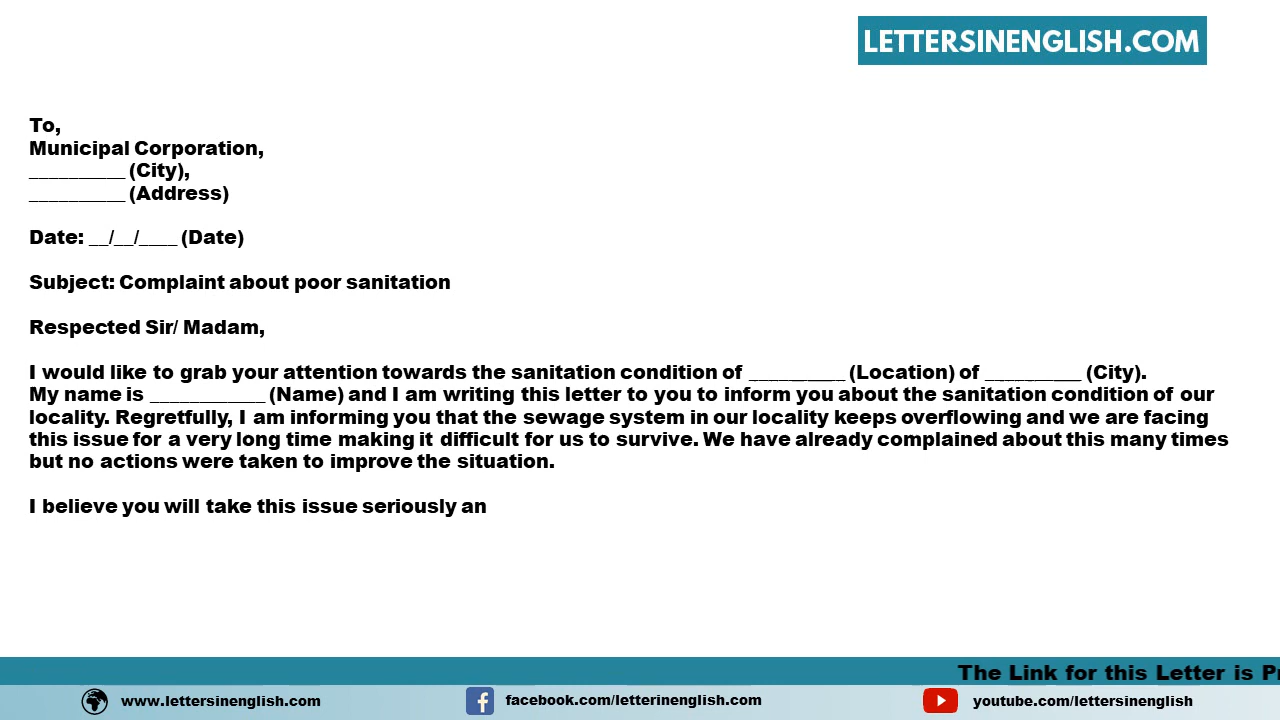 LETTERSINENGLISH.COM
To,
Municipal Corporation,
__________ (City),
__________ (Address)
Date: __/__/____ (Date)
Subject: Complaint about poor sanitation
Respected Sir/ Madam,
I would like to grab your attention towards the sanitation condition of __________ (Location) of __________ (City).
My name is ____________ (Name) and I am writing this letter to you to inform you about the sanitation condition of our
locality. Regretfully, I am informing you that the sewage system in our locality keeps overflowing and we are facing
this issue for a very long time making it difficult for us to survive. We have already complained about this many times
but no actions were taken to improve the situation.
I believe you will take this issue seriously an
The Link for this Letter is
www.lettersinenglish.com
facebook.com/letterinenglish.com
youtube.com/lettersinenglish